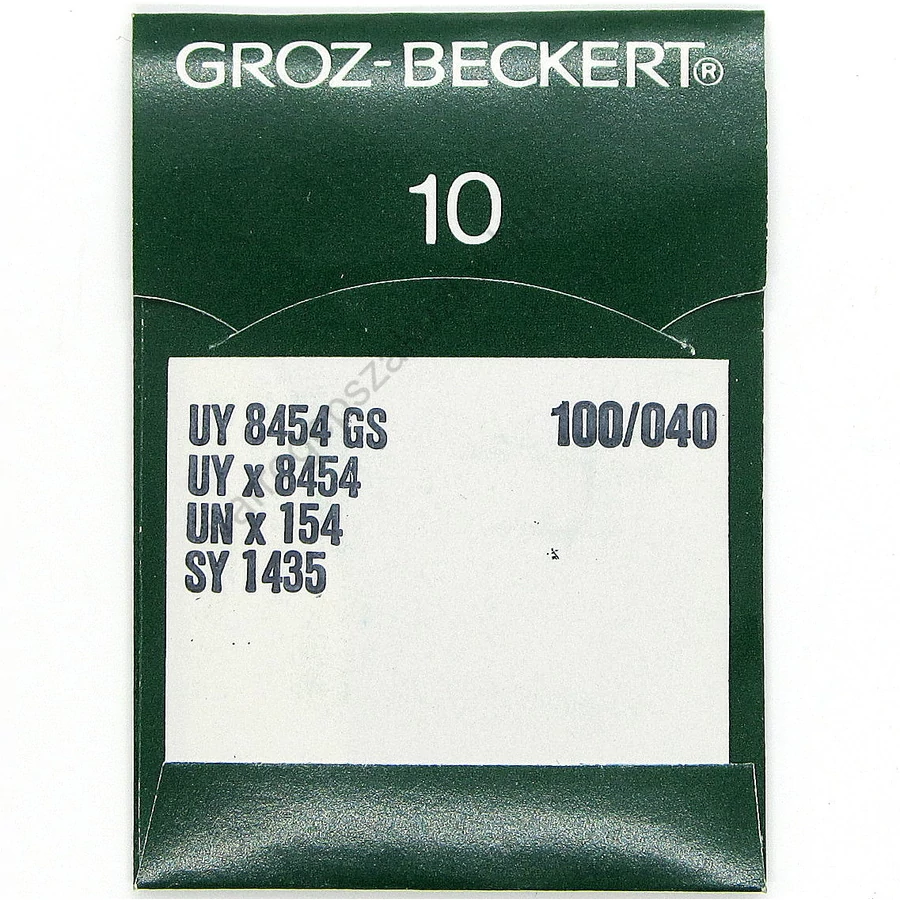 GROZ-BECKERT®
10
UY 8454 GS 100/040
UY x 8454
UN x 154
SY 1435